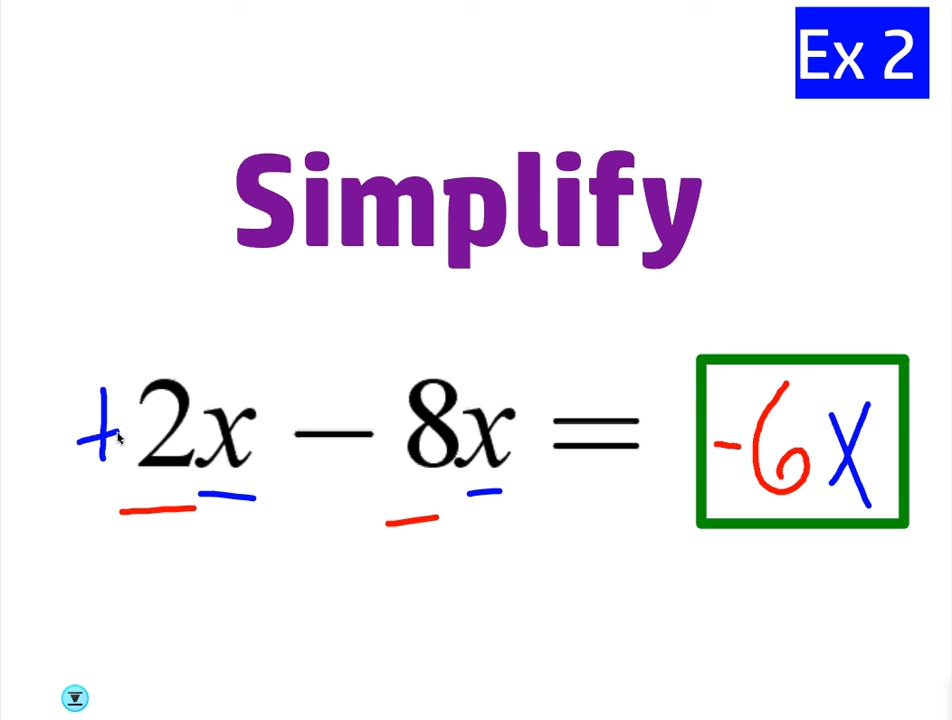 Ex 2
Simplify
+2x − 8x = -6x